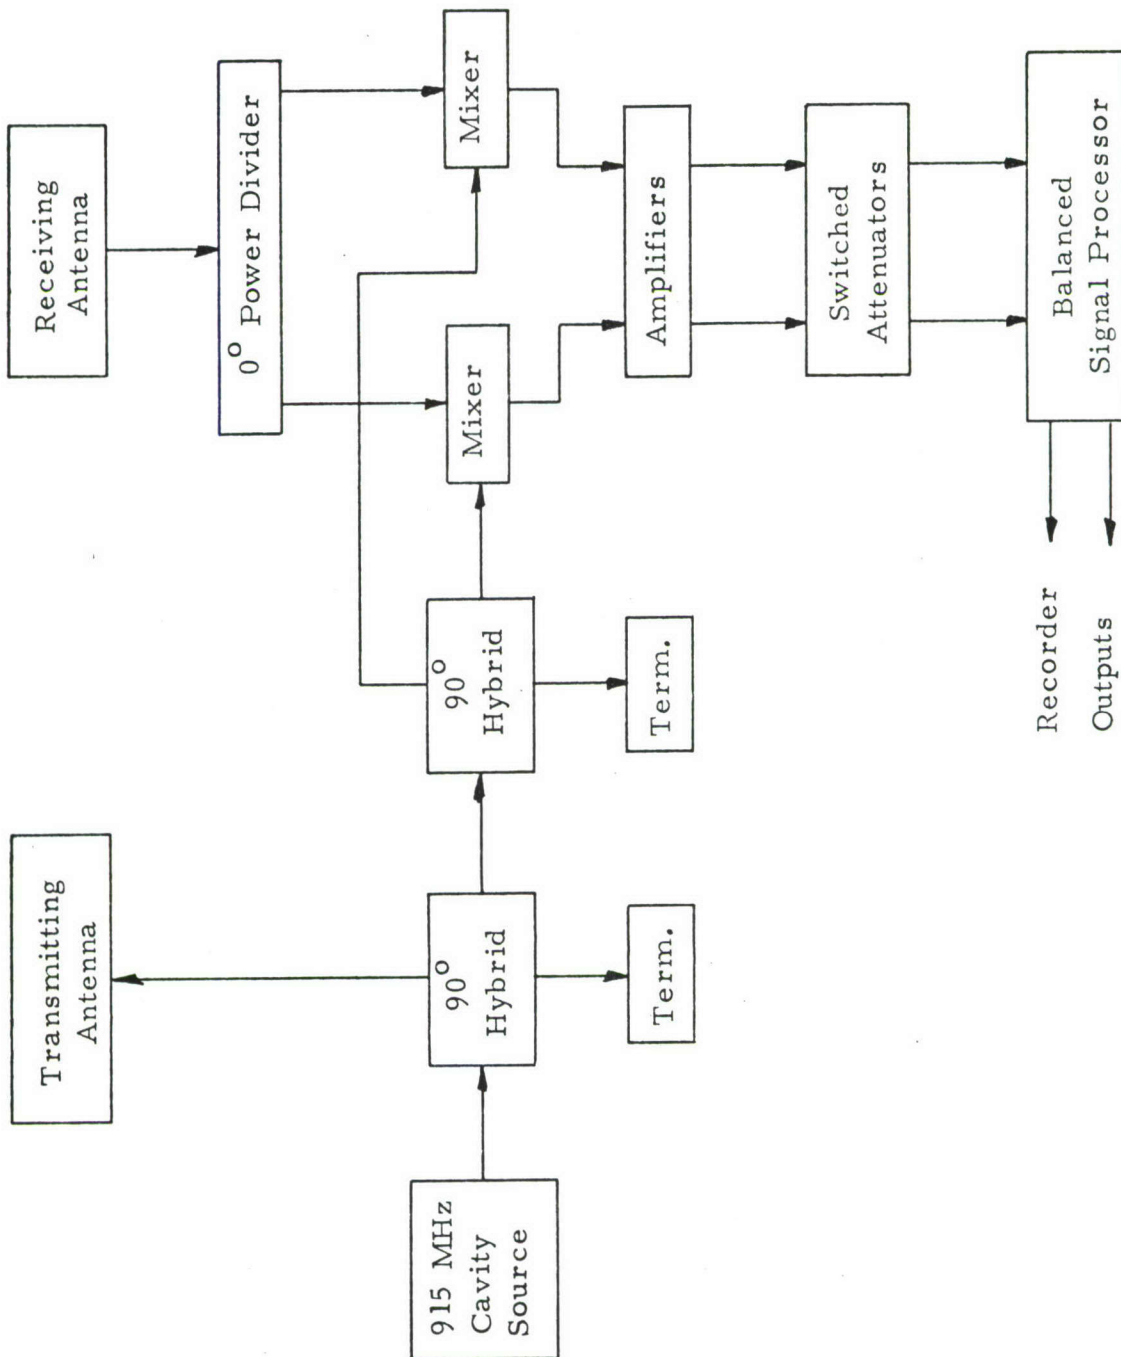 Transmitting
Antenna
Receiving
Antenna
0° Power Divider
915 MHz
Cavity
Source
90°
Hybrid
90°
Hybrid
Mixer
Mixer
Term.
Term.
Amplifiers
Switched
Attenuators
Recorder
Outputs
Balanced
Signal Processor